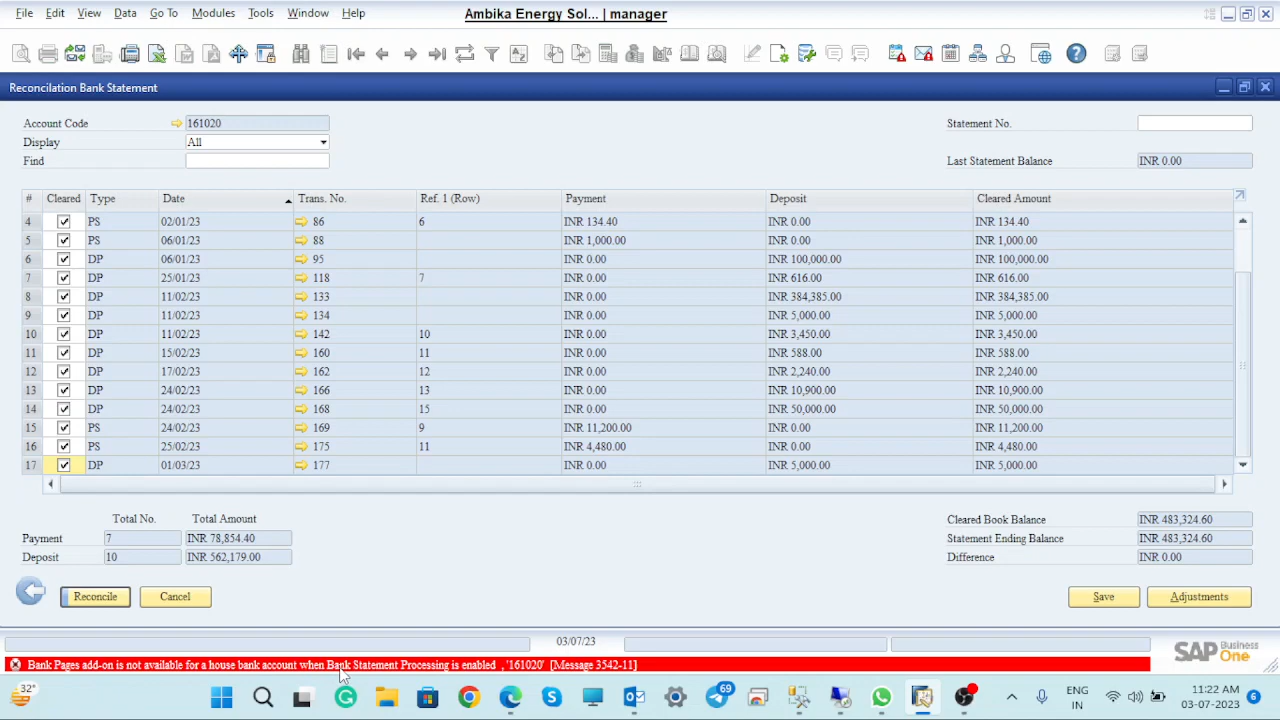 File Edit View Data Go To Modules Tools Window Help Ambika Energy Sol... | manager
Reconcilation Bank Statement
Account Code 161020 Statement No.
Display All
Find Last Statement Balance INR 0.00
# Cleared Type Date Trans. No. Ref. 1 (Row) Payment Deposit Cleared Amount
4 PS 02/01/23 86 6 INR 134.40 INR 0.00 INR 134.40
5 PS 06/01/23 88 INR 1,000.00 INR 0.00 INR 1,000.00
6 DP 06/01/23 95 INR 0.00 INR 100,000.00 INR 100,000.00
7 DP 25/01/23 118 7 INR 0.00 INR 616.00 INR 616.00
8 DP 11/02/23 133 INR 0.00 INR 384,385.00 INR 384,385.00
9 DP 11/02/23 134 INR 0.00 INR 5,000.00 INR 5,000.00
10 DP 11/02/23 142 10 INR 0.00 INR 3,450.00 INR 3,450.00
11 DP 15/02/23 160 11 INR 0.00 INR 588.00 INR 588.00
12 DP 17/02/23 162 12 INR 0.00 INR 2,240.00 INR 2,240.00
13 DP 24/02/23 166 13 INR 0.00 INR 10,900.00 INR 10,900.00
14 DP 24/02/23 168 15 INR 0.00 INR 50,000.00 INR 50,000.00
15 PS 24/02/23 169 9 INR 11,200.00 INR 0.00 INR 11,200.00
16 PS 25/02/23 175 11 INR 4,480.00 INR 0.00 INR 4,480.00
17 DP 01/03/23 177 INR 0.00 INR 5,000.00 INR 5,000.00
Total No. Total Amount Cleared Book Balance INR 483,324.60
Payment 7 INR 78,854.40 Statement Ending Balance INR 483,324.60
Deposit 10 INR 562,179.00 Difference INR 0.00
Reconcile Cancel Save Adjustments
03/07/23
SAP Business One
Bank Pages add-on is not available for a house bank account when Bank Statement Processing is enabled , '161020' [Message 3542-11]
32° 69 ENG IN 11:22 AM 03-07-2023 6